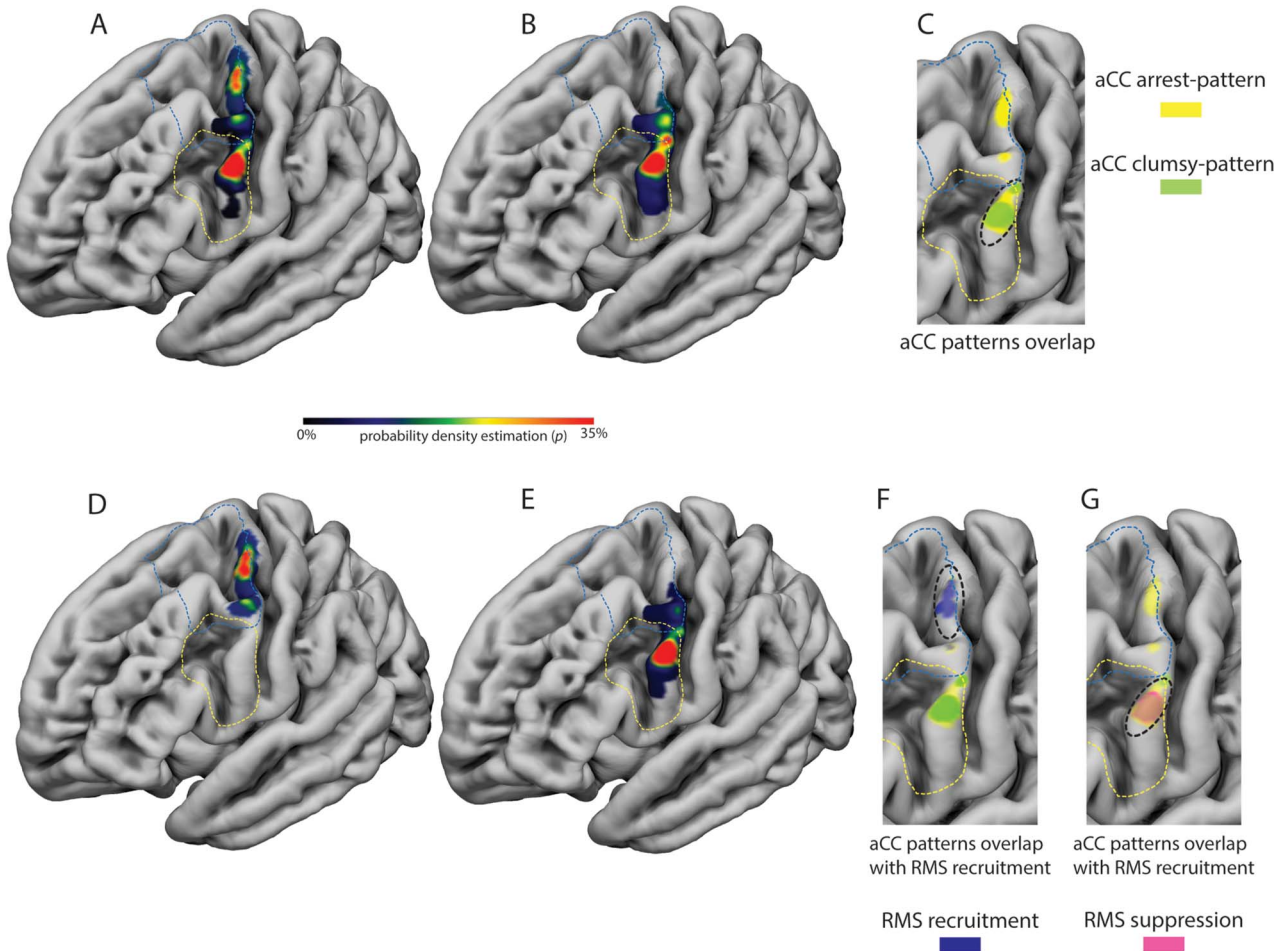 A
B
C
aCC arrest-pattern
aCC clumsy-pattern
aCC patterns overlap
0% probability density estimation (p) 35%
D
E
F
G
aCC patterns overlap
with RMS recruitment
aCC patterns overlap
with RMS recruitment
RMS recruitment
RMS suppression